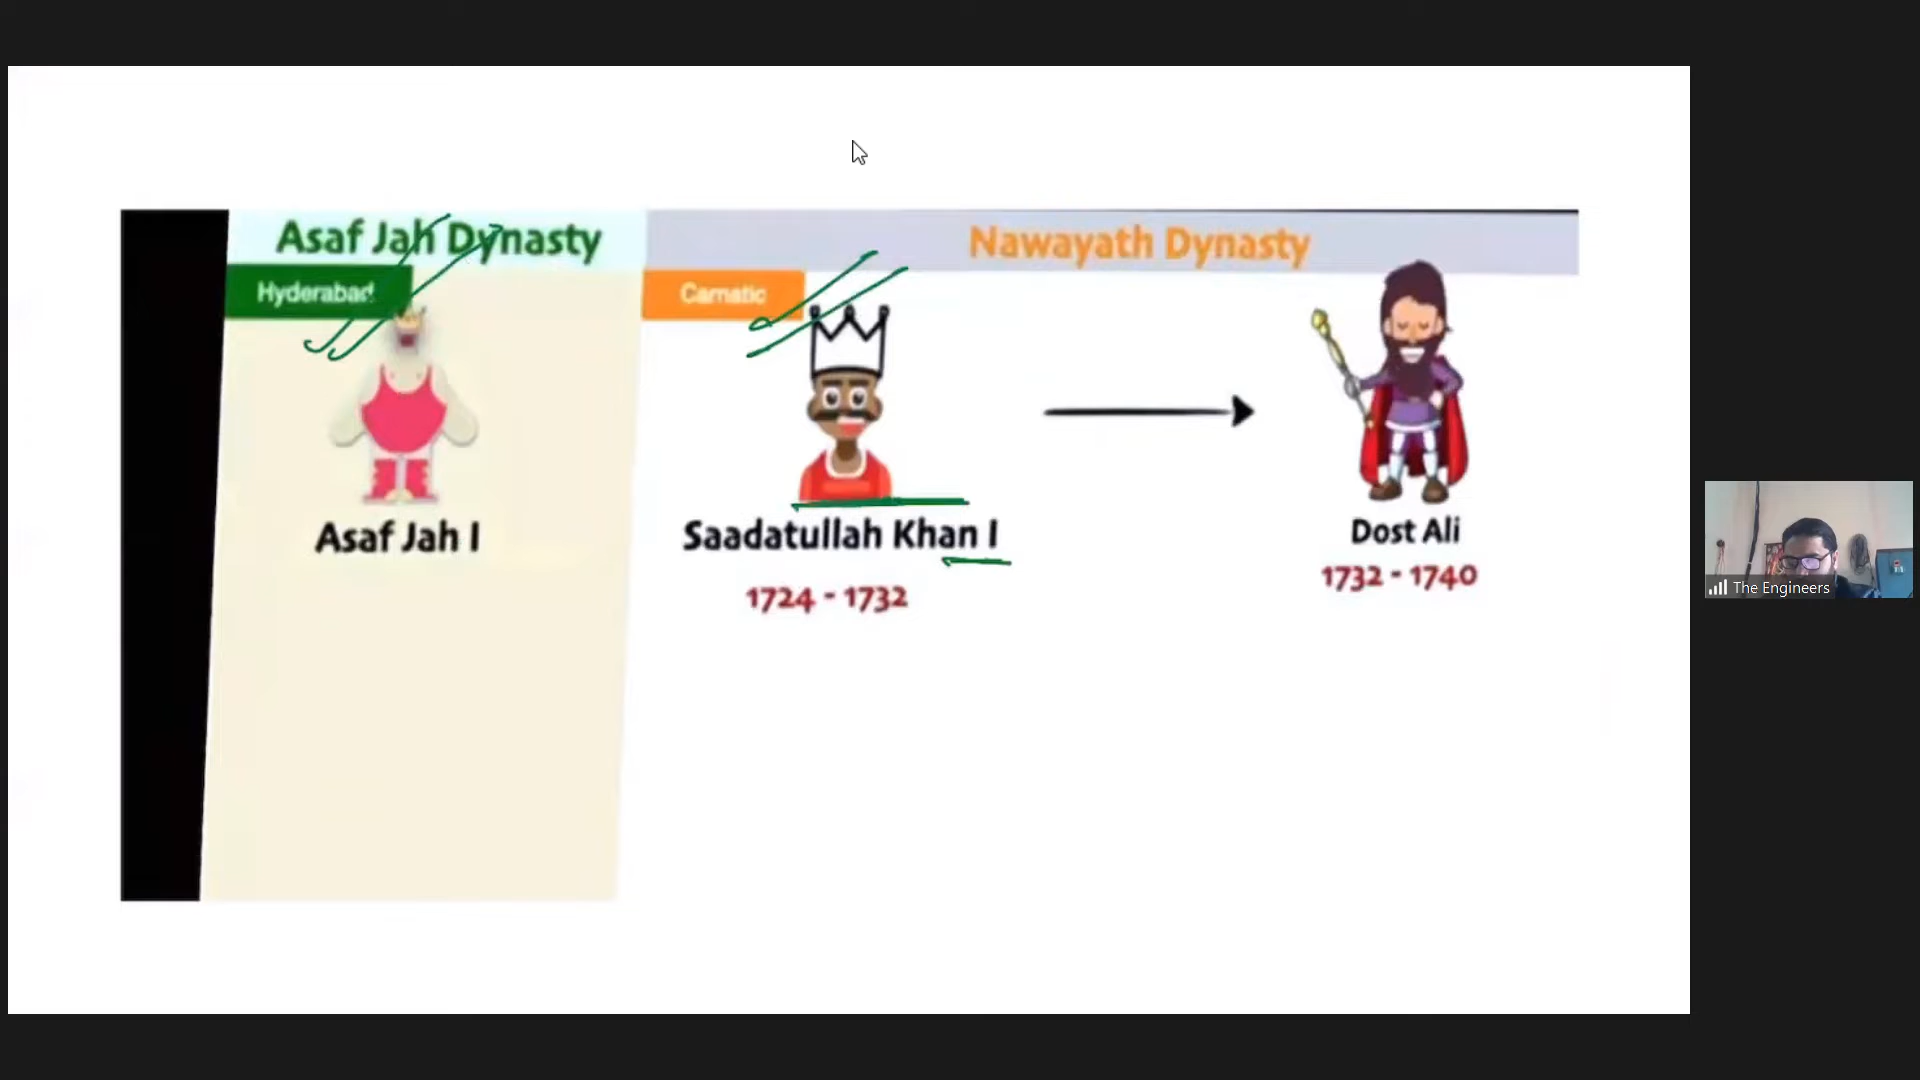 Asaf Jah Dynasty
Nawayath Dynasty
Hyderabad
Carnatic
Asaf Jah I
Saadatullah Khan I
1724 - 1732
Dost Ali
1732 - 1740
The Engineers